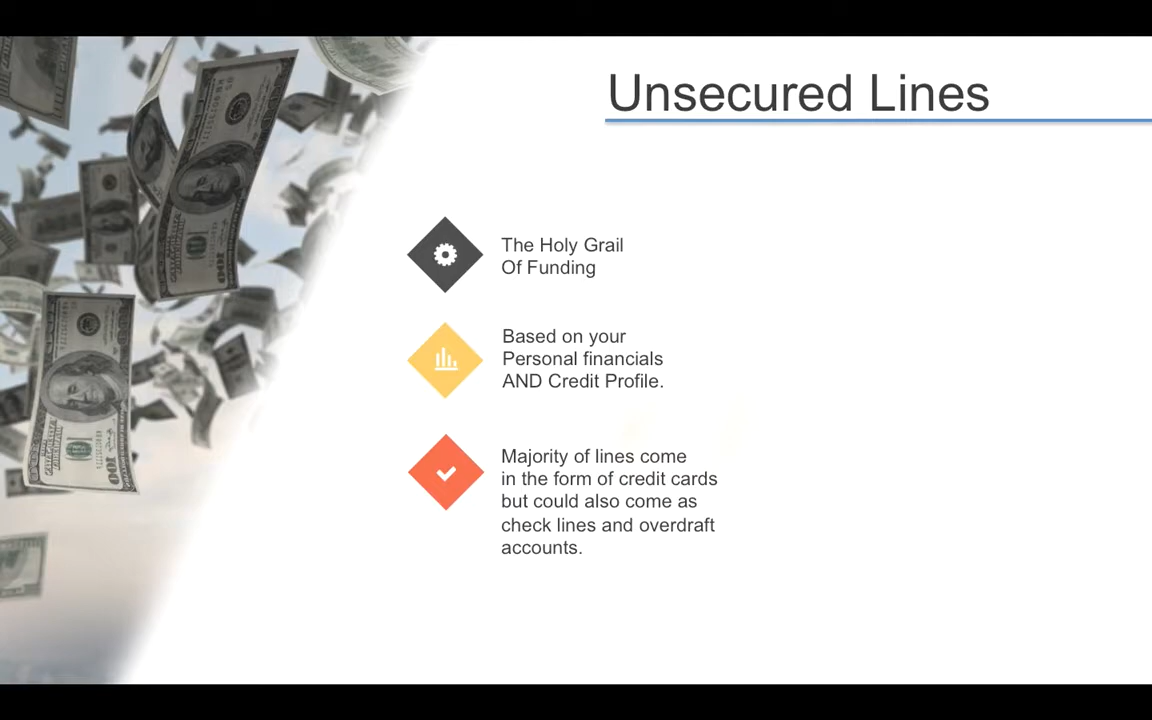 Unsecured Lines
The Holy Grail
Of Funding
Based on your
Personal financials
AND Credit Profile.
Majority of lines come
in the form of credit cards
but could also come as
check lines and overdraft
accounts.